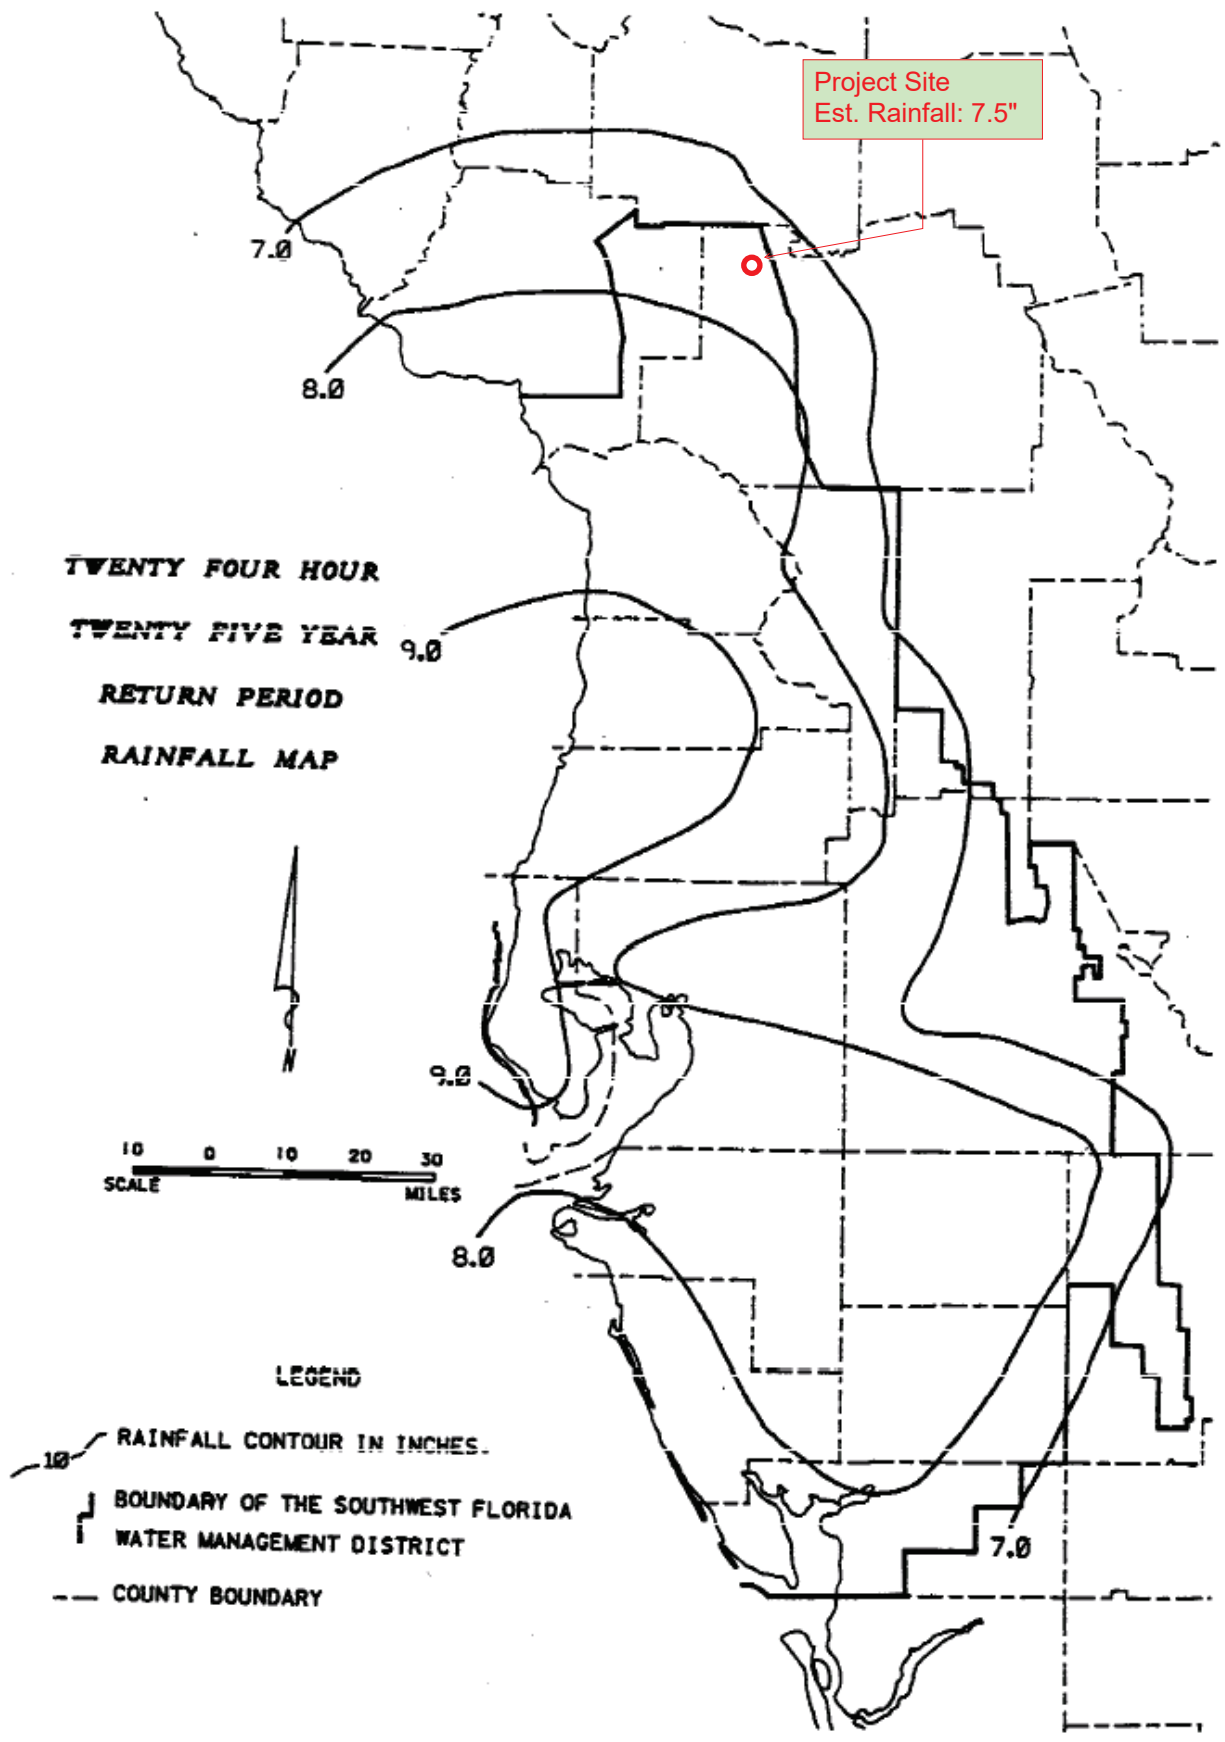 Project Site
Est. Rainfall: 7.5"
7.0
8.0
TWENTY FOUR HOUR
TWENTY FIVE YEAR
RETURN PERIOD
RAINFALL MAP
9.0
N
9.0
10 0 10 20 30
SCALE MILES
8.0
LEGEND
10 RAINFALL CONTOUR IN INCHES.
BOUNDARY OF THE SOUTHWEST FLORIDA
WATER MANAGEMENT DISTRICT
7.0
COUNTY BOUNDARY